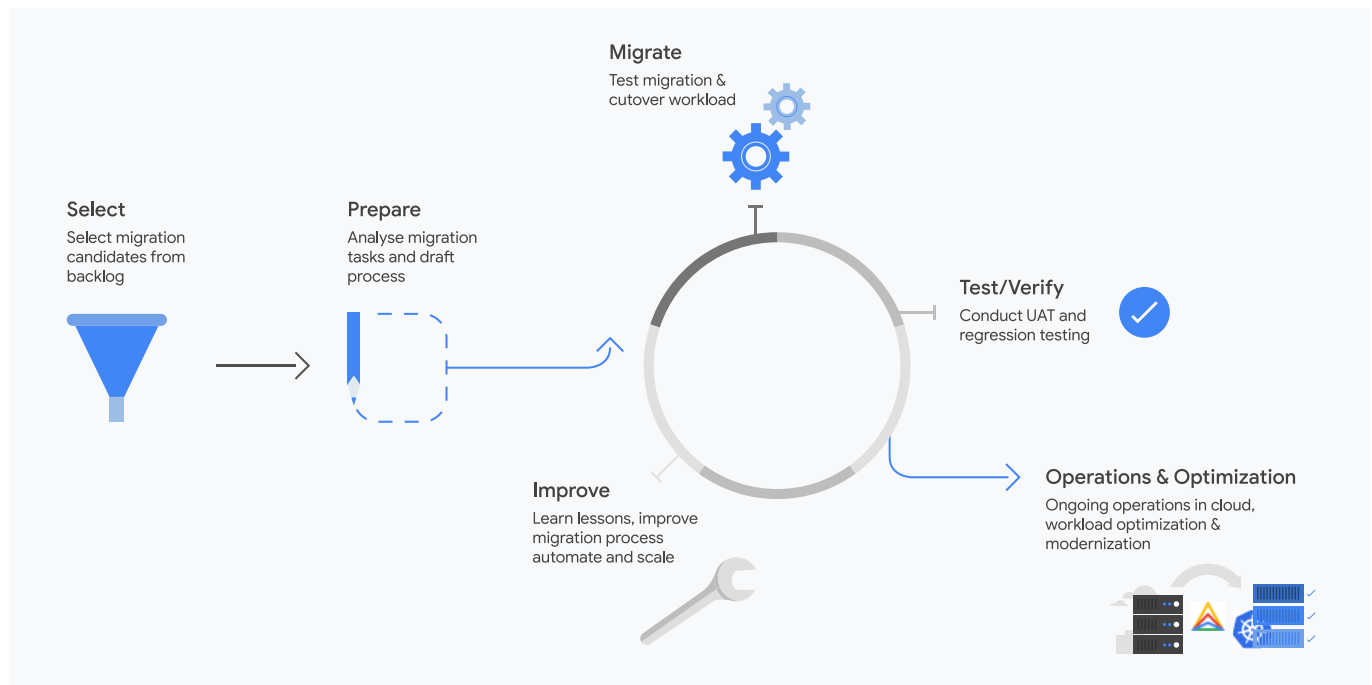 Migrate
Test migration &
cutover workload
Select
Select migration
candidates from
backlog
Prepare
Analyse migration
tasks and draft
process
Test/Verify
Conduct UAT and
regression testing
Improve
Learn lessons, improve
migration process
automate and scale
Operations & Optimization
Ongoing operations in cloud,
workload optimization &
modernization